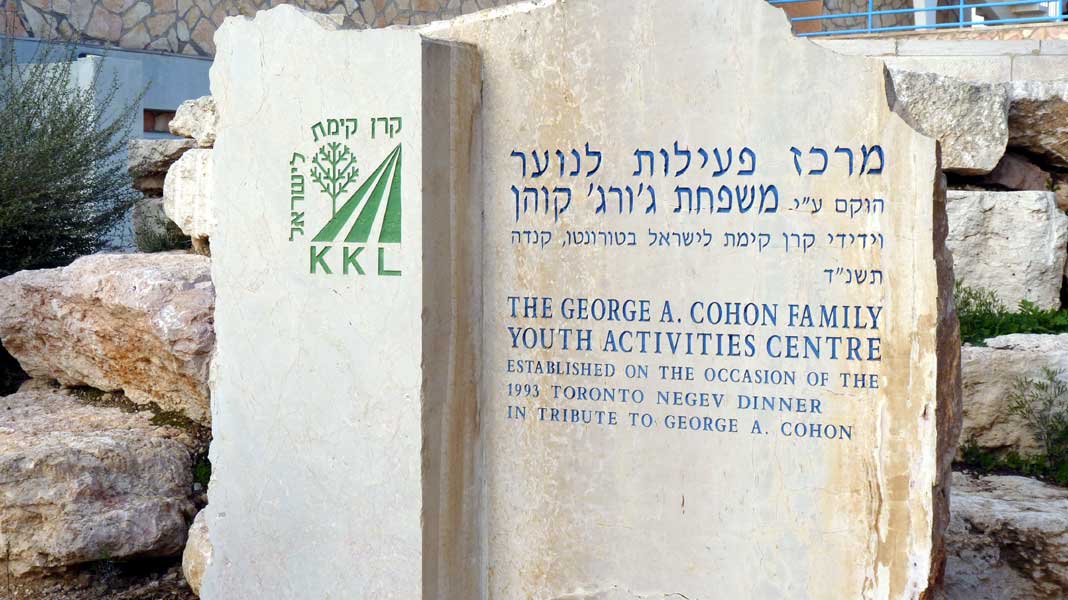 קרן קימת
לישראל
KKL
מרכז פעילות לנוער
הוקם ע״י משפחת ג׳ורג׳ קוהן
וידידי קרן קימת לישראל בטורונטו, קנדה
תשנ״ד
THE GEORGE A. COHON FAMILY
YOUTH ACTIVITIES CENTRE
ESTABLISHED ON THE OCCASION OF THE
1993 TORONTO NEGEV DINNER
IN TRIBUTE TO GEORGE A. COHON